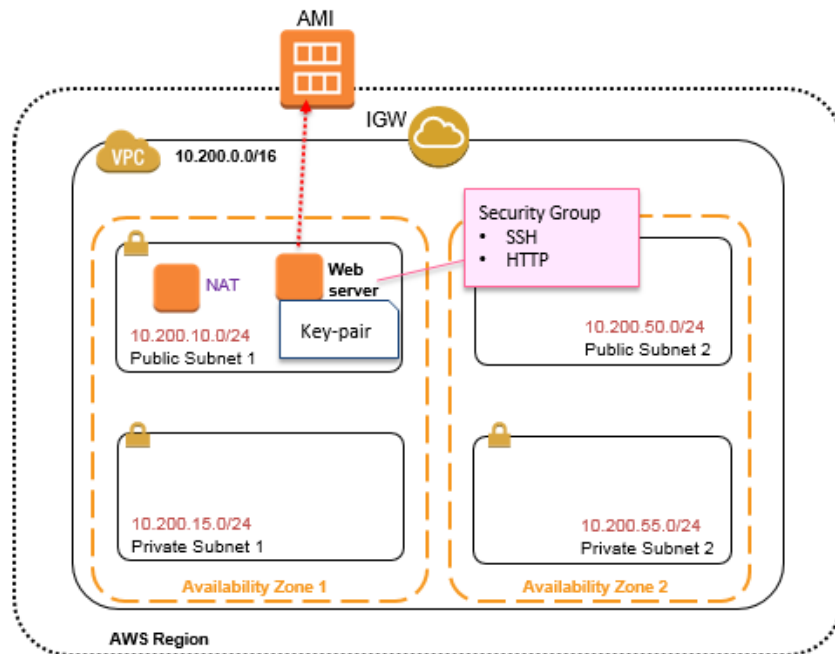 AMI
IGW
VPC
10.200.0.0/16
Security Group
• SSH
• HTTP
NAT
Web
server
Key-pair
10.200.10.0/24
Public Subnet 1
10.200.50.0/24
Public Subnet 2
10.200.15.0/24
Private Subnet 1
10.200.55.0/24
Private Subnet 2
Availability Zone 1
Availability Zone 2
AWS Region